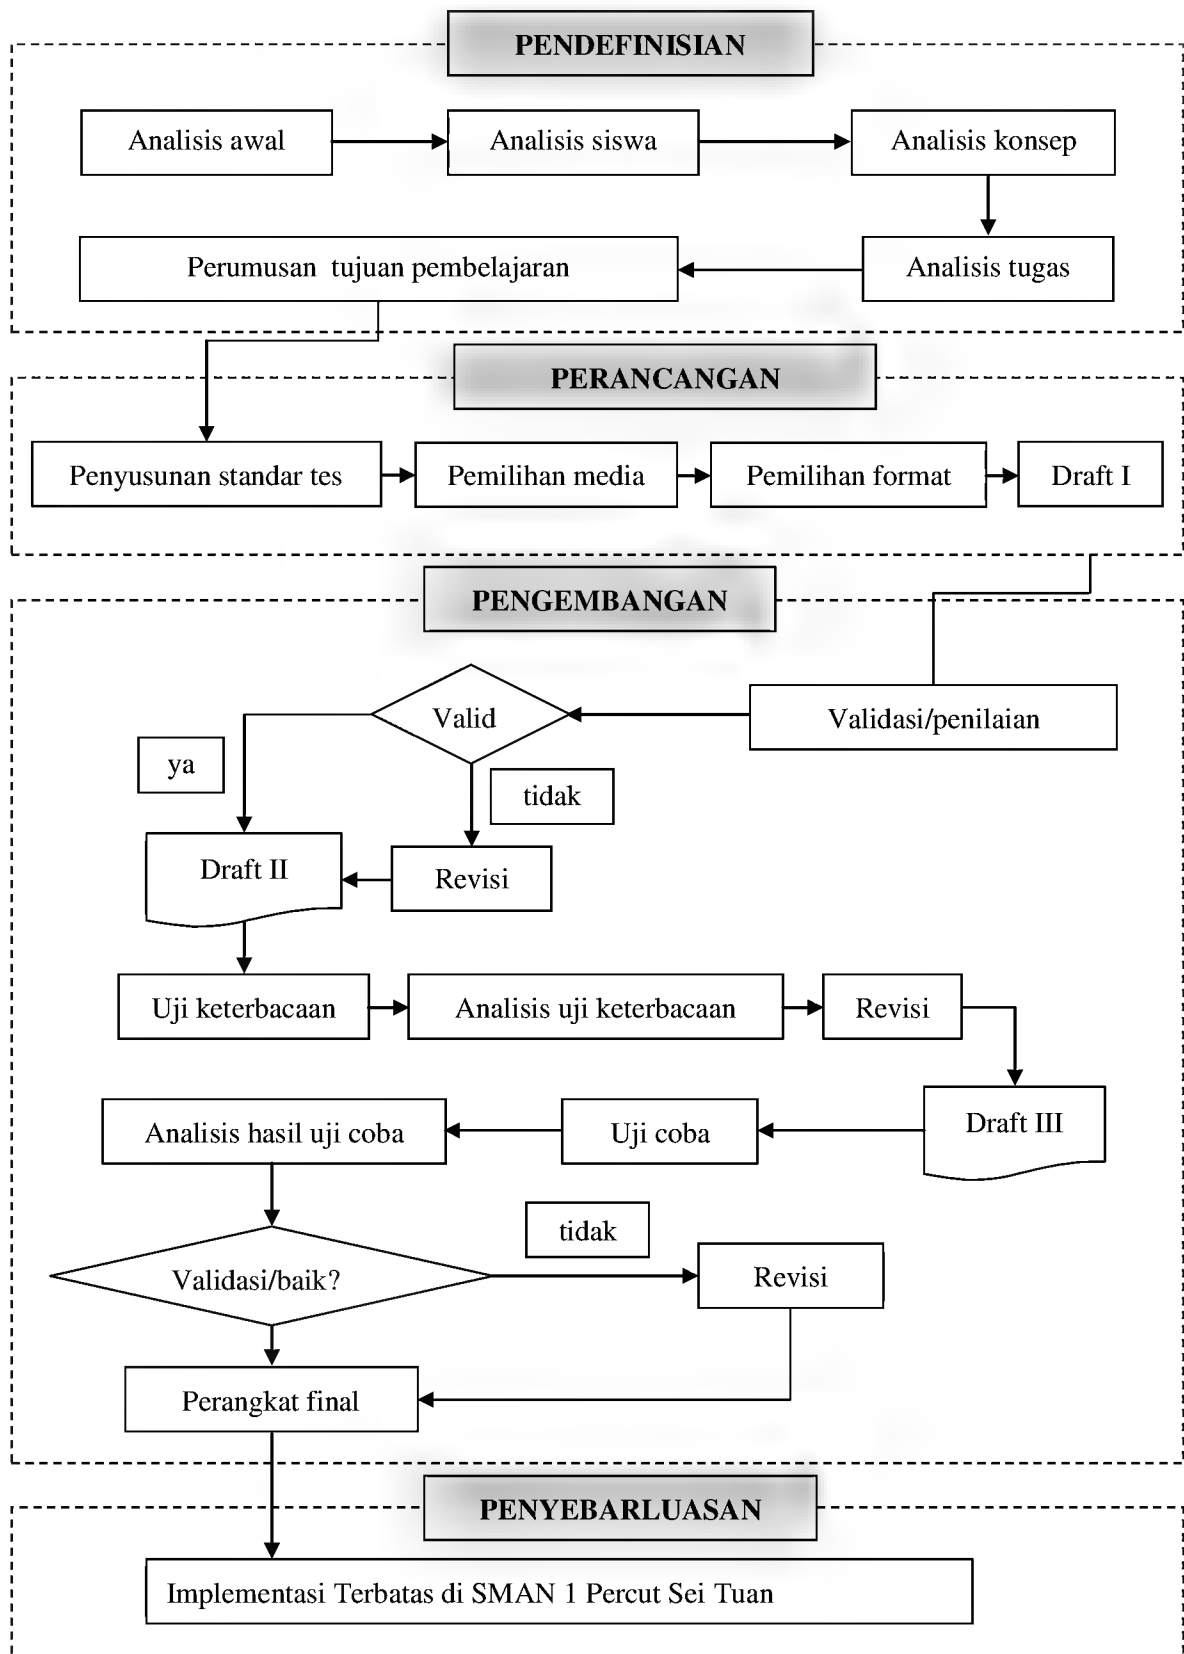 PENDEFINISIAN
Analisis awal
Analisis siswa
Analisis konsep
Perumusan tujuan pembelajaran
Analisis tugas
PERANCANGAN
Penyusunan standar tes
Pemilihan media
Pemilihan format
Draft I
PENGEMBANGAN
Valid
Validasi/penilaian
ya
tidak
Draft II
Revisi
Uji keterbacaan
Analisis uji keterbacaan
Revisi
Analisis hasil uji coba
Uji coba
Draft III
tidak
Validasi/baik?
Revisi
Perangkat final
PENYEBARLUASAN
Implementasi Terbatas di SMAN 1 Percut Sei Tuan